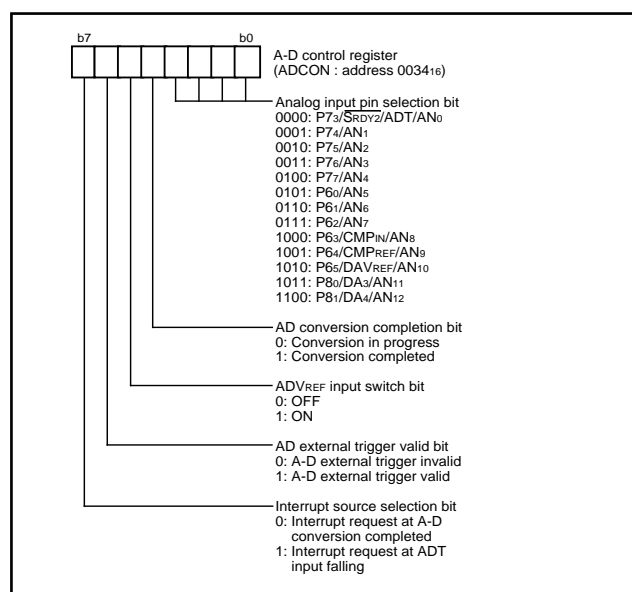 b7 b0
A-D control register
(ADCON : address 003416)
Analog input pin selection bit
0000: P73/SRDY2/ADT/AN0
0001: P74/AN1
0010: P75/AN2
0011: P76/AN3
0100: P77/AN4
0101: P60/AN5
0110: P61/AN6
0111: P62/AN7
1000: P63/CMPIN/AN8
1001: P64/CMPREF/AN9
1010: P65/DAVREF/AN10
1011: P80/DA3/AN11
1100: P81/DA4/AN12
AD conversion completion bit
0: Conversion in progress
1: Conversion completed
ADVREF input switch bit
0: OFF
1: ON
AD external trigger valid bit
0: A-D external trigger invalid
1: A-D external trigger valid
Interrupt source selection bit
0: Interrupt request at A-D
conversion completed
1: Interrupt request at ADT
input falling